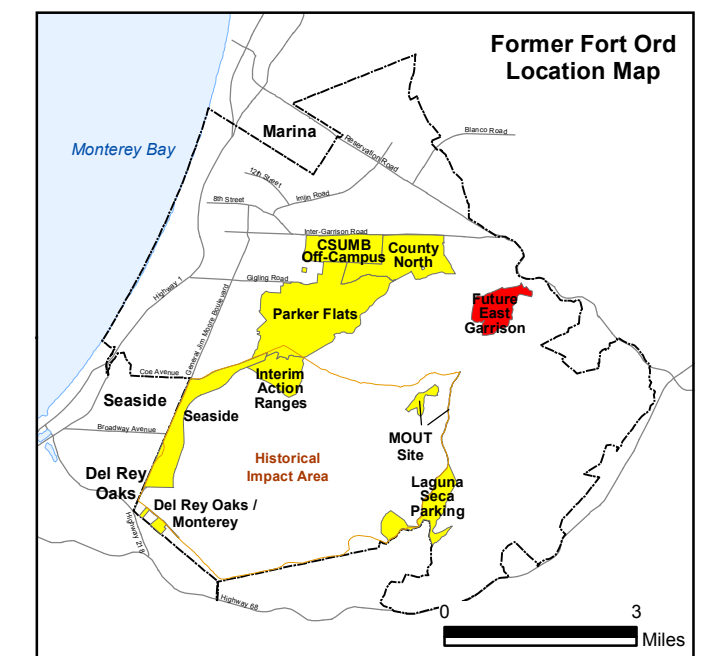 Former Fort Ord
Location Map
Marina
Monterey Bay
Blanco Road
Reservation Road
12th Street
Imjin Road
8th Street
Inter-Garrison Road
CSUMB
Off-Campus
County
North
Gigling Road
Highway 1
General Jim Moore Boulevard
Parker Flats
Future
East
Garrison
Coe Avenue
Interim
Action
Ranges
Seaside
Seaside
Broadway Avenue
MOUT
Site
Historical
Impact Area
Del Rey
Oaks
Laguna
Seca
Parking
Del Rey Oaks /
Monterey
Highway 218
Highway 68
0 3
Miles